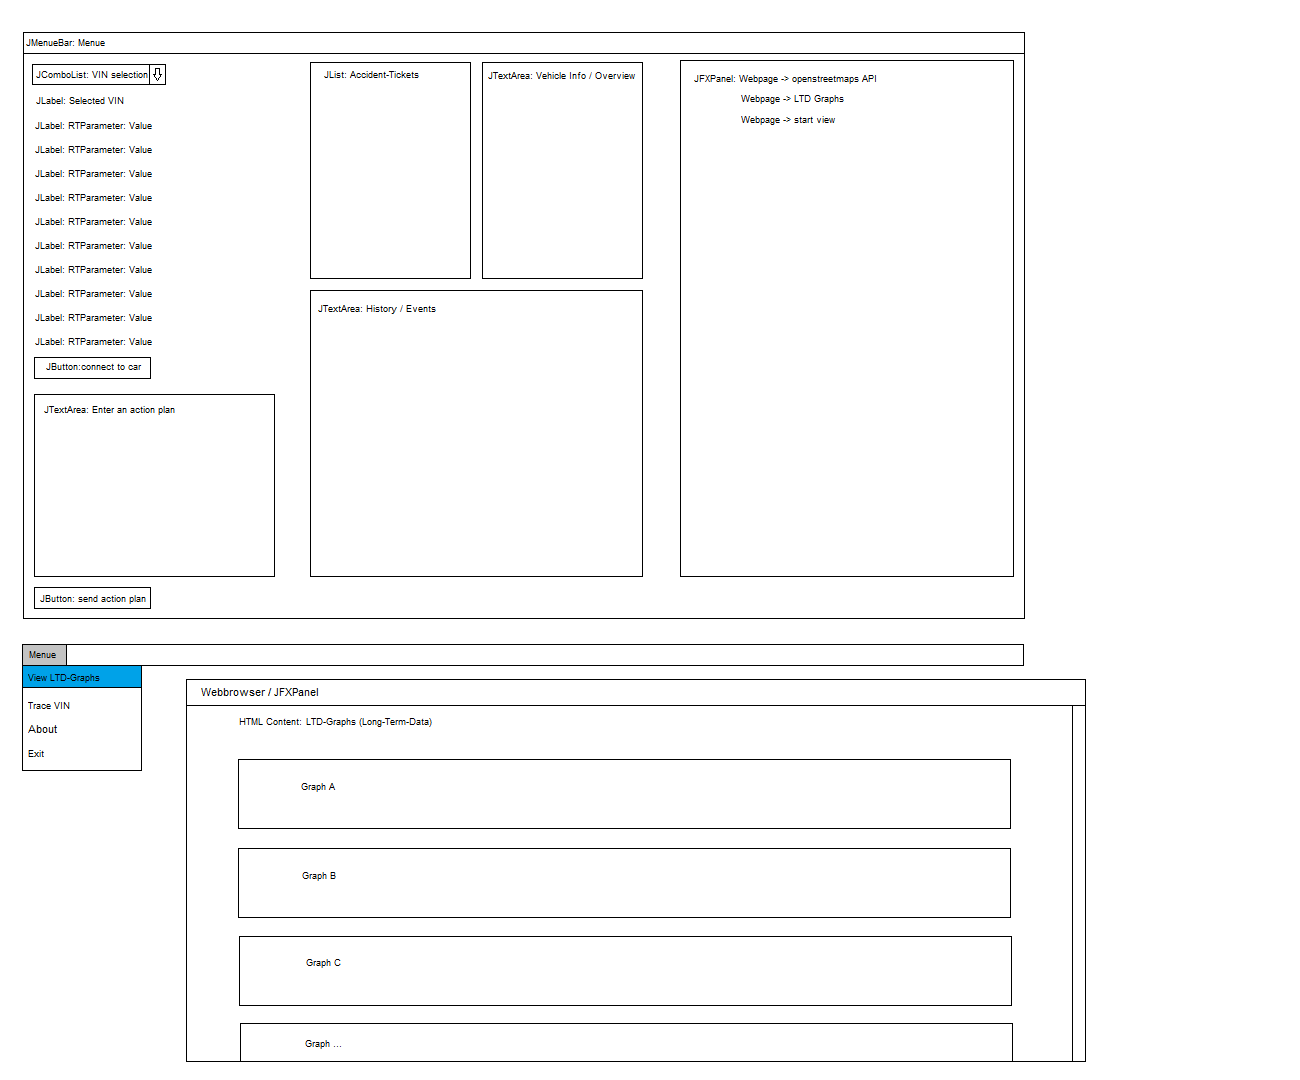 JMenueBar: Menue
JComboList: VIN selection
JLabel: Selected VIN
JLabel: RTParameter: Value
JLabel: RTParameter: Value
JLabel: RTParameter: Value
JLabel: RTParameter: Value
JLabel: RTParameter: Value
JLabel: RTParameter: Value
JLabel: RTParameter: Value
JLabel: RTParameter: Value
JLabel: RTParameter: Value
JLabel: RTParameter: Value
JButton:connect to car
JTextArea: Enter an action plan
JButton: send action plan
JList: Accident-Tickets
JTextArea: Vehicle Info / Overview
JTextArea: History / Events
JFXPanel: Webpage -> openstreetmaps API
Webpage -> LTD Graphs
Webpage -> start view
Menue
View LTD-Graphs
Trace VIN
About
Exit
Webbrowser / JFXPanel
HTML Content: LTD-Graphs (Long-Term-Data)
Graph A
Graph B
Graph C
Graph ...